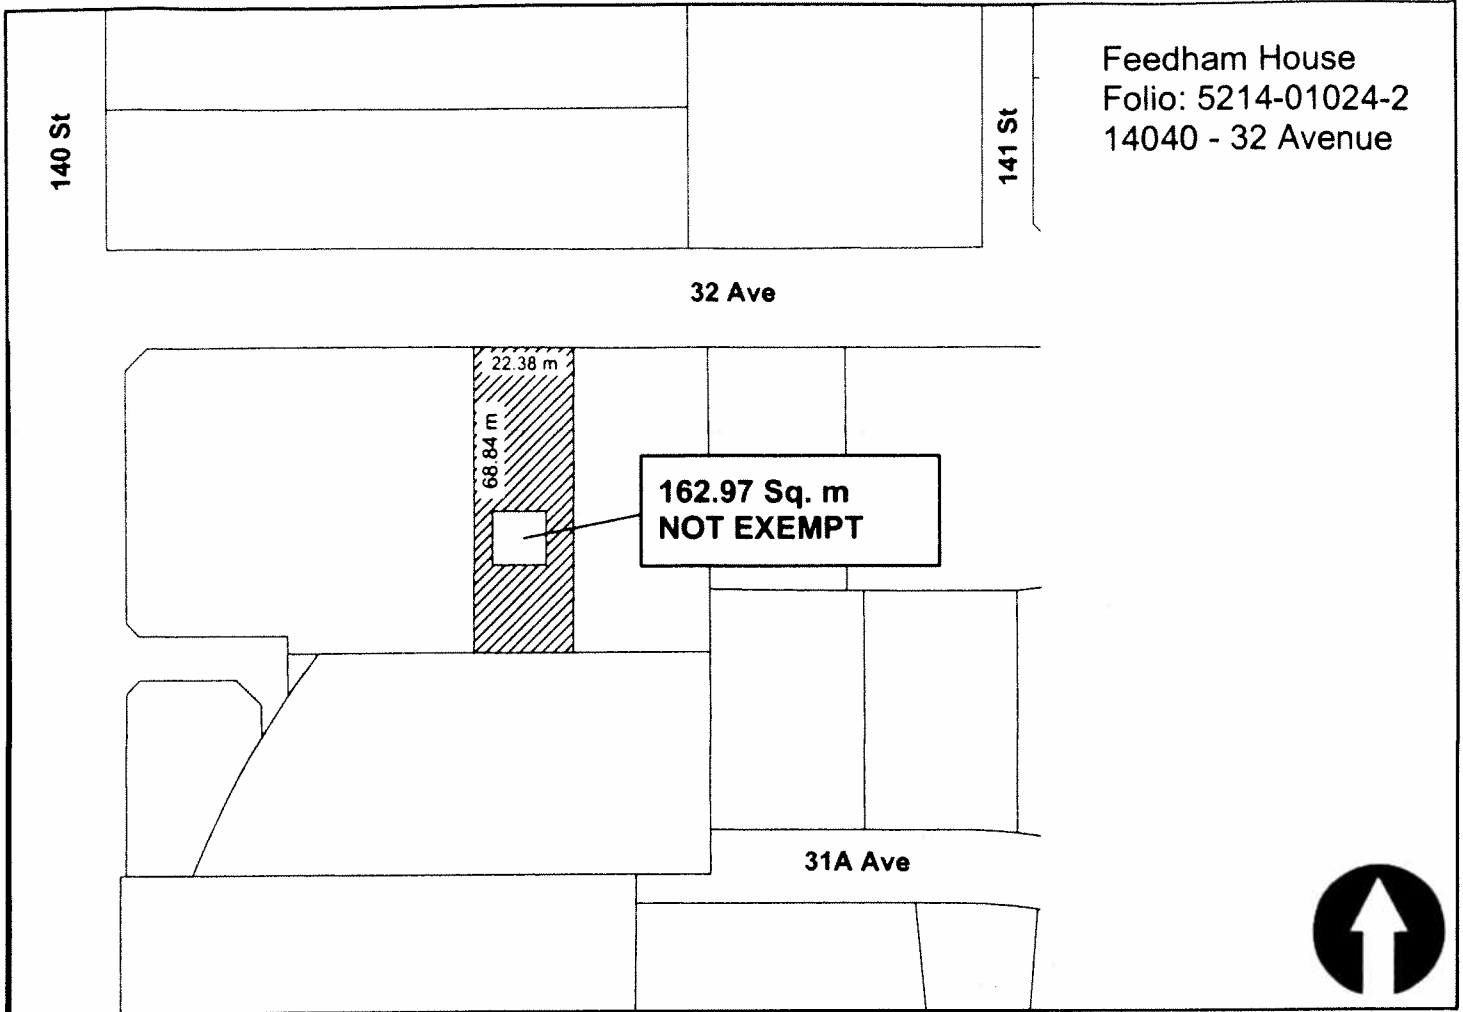 Feedham House
Folio: 5214-01024-2
14040 - 32 Avenue
140 St
141 St
32 Ave
22.38 m
68.84 m
162.97 Sq. m
NOT EXEMPT
31A Ave